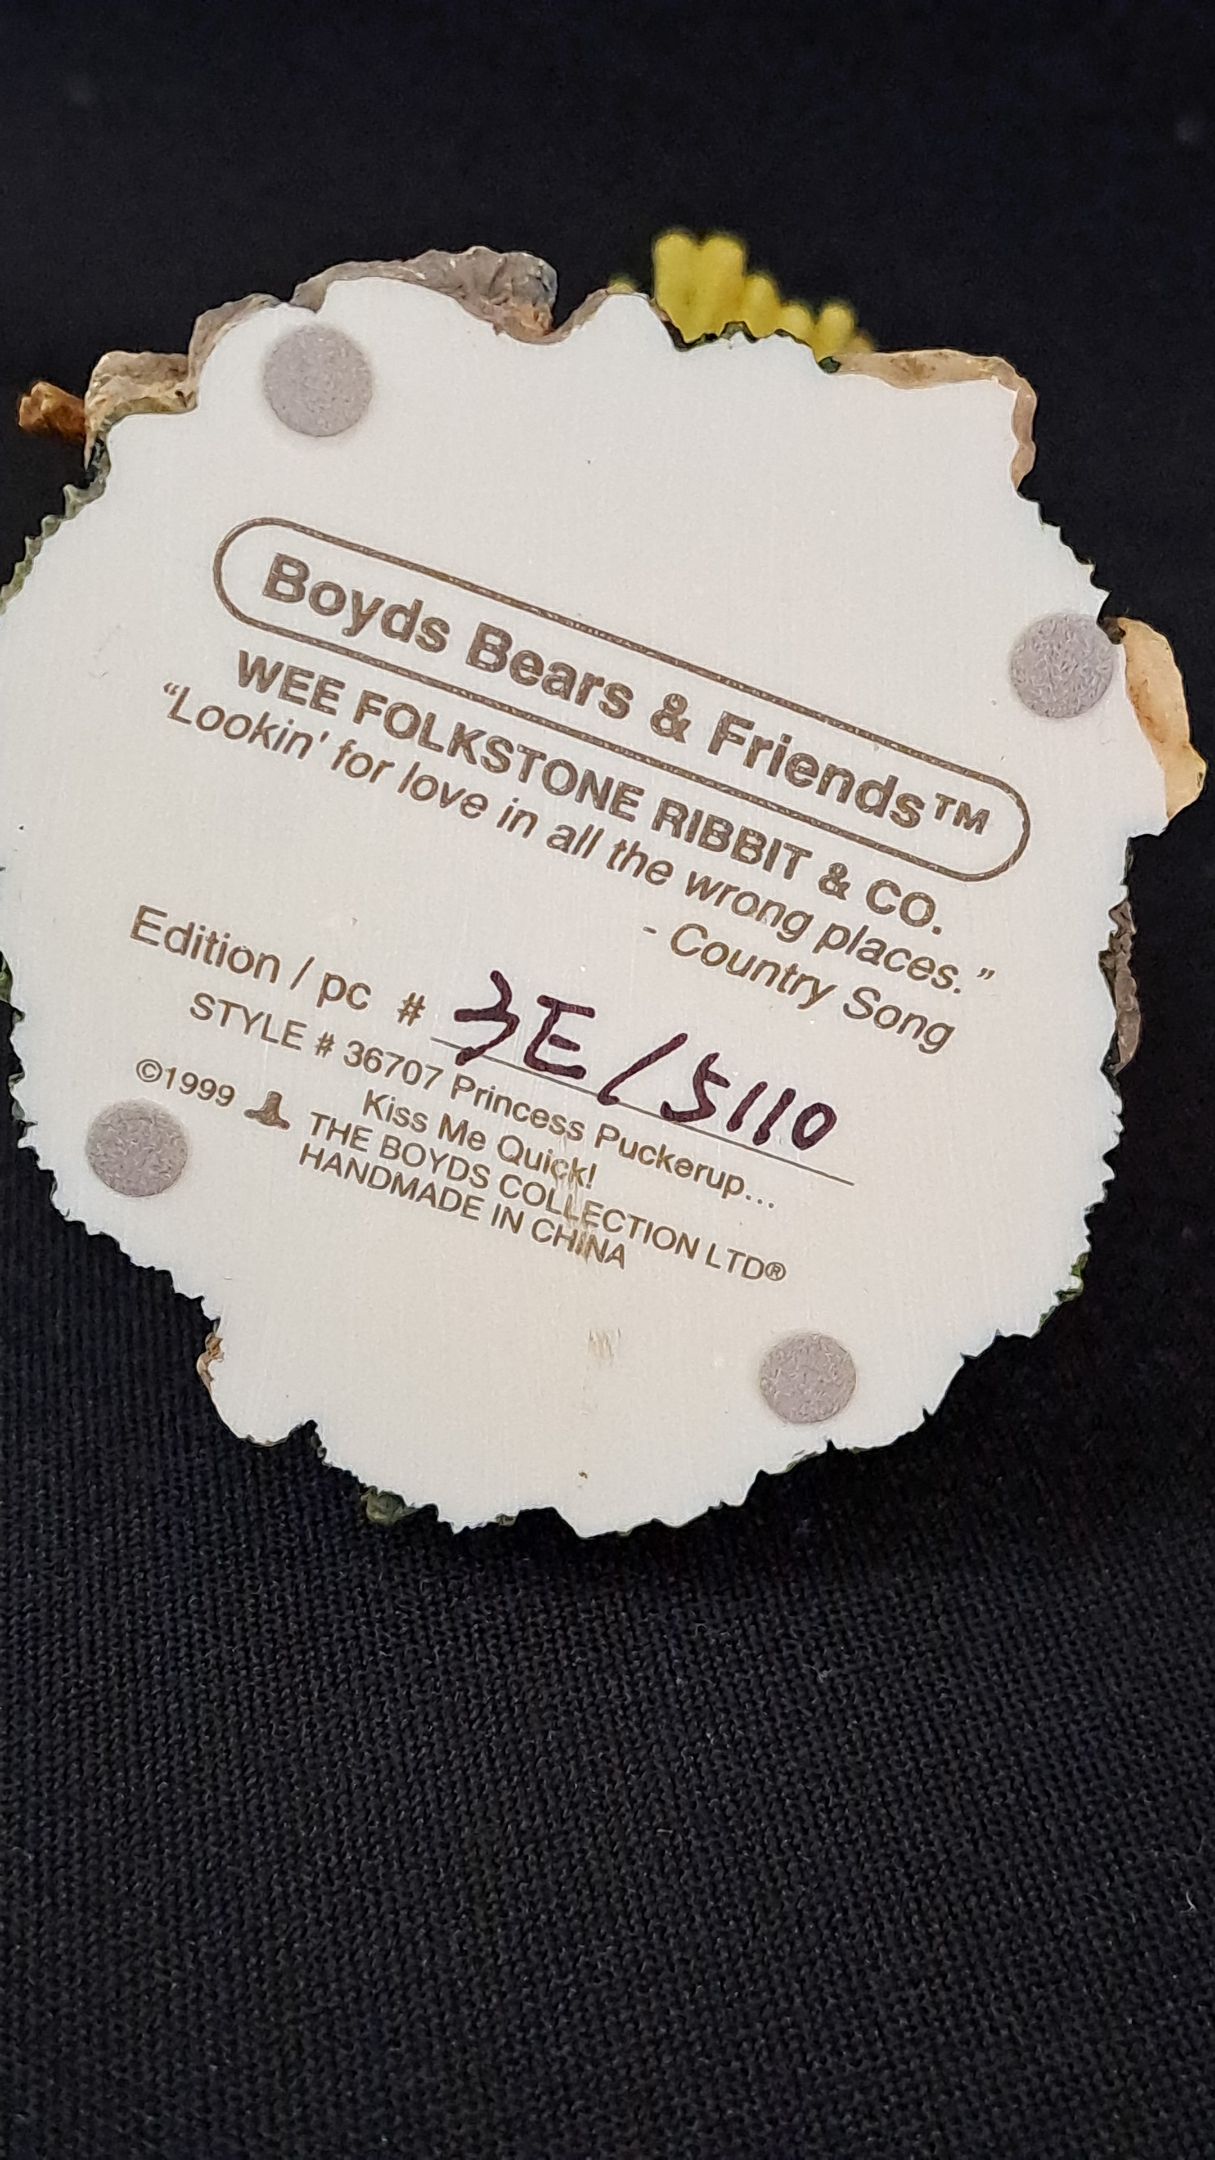 Boyds Bears & Friends™
WEE FOLKSTONE RIBBIT & CO.
"Lookin' for love in all the wrong places."
- Country Song
Edition / pc # 3E/5110
STYLE # 36707 Princess Puckerup...
Kiss Me Quick!
©1999 THE BOYDS COLLECTION LTD®
HANDMADE IN CHINA